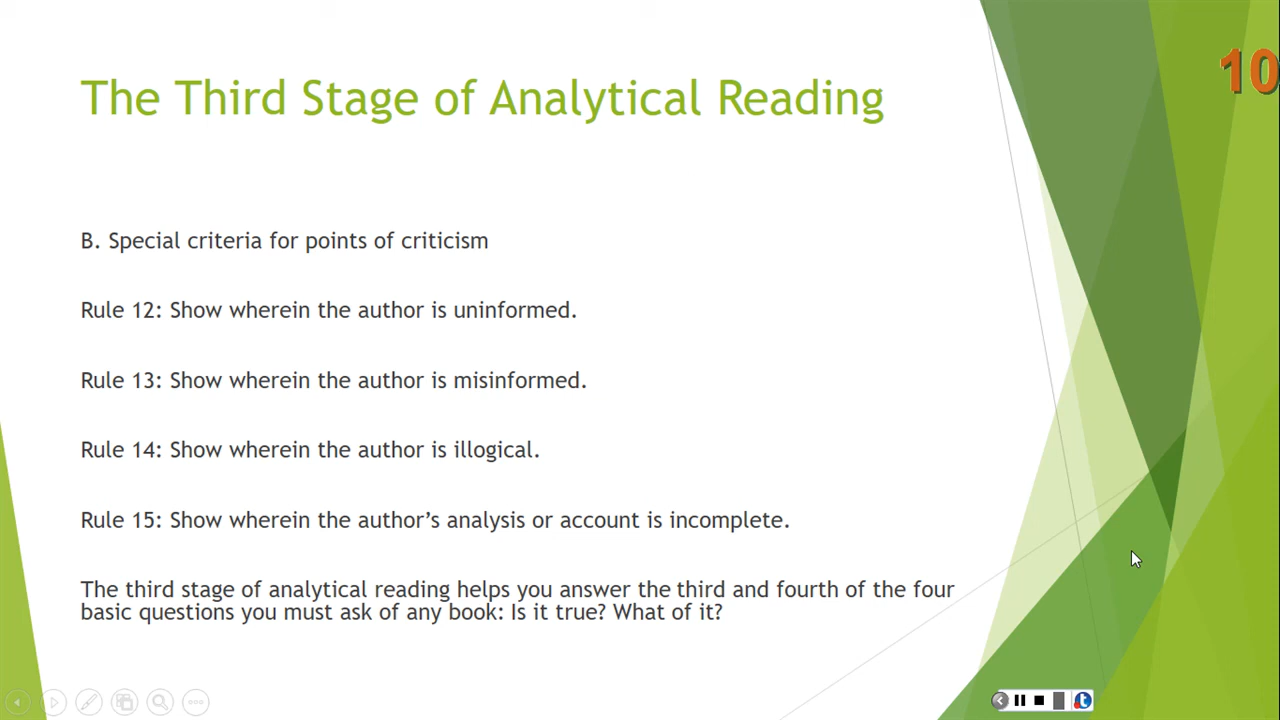 The Third Stage of Analytical Reading
10
B. Special criteria for points of criticism
Rule 12: Show wherein the author is uninformed.
Rule 13: Show wherein the author is misinformed.
Rule 14: Show wherein the author is illogical.
Rule 15: Show wherein the author’s analysis or account is incomplete.
The third stage of analytical reading helps you answer the third and fourth of the four
basic questions you must ask of any book: Is it true? What of it?